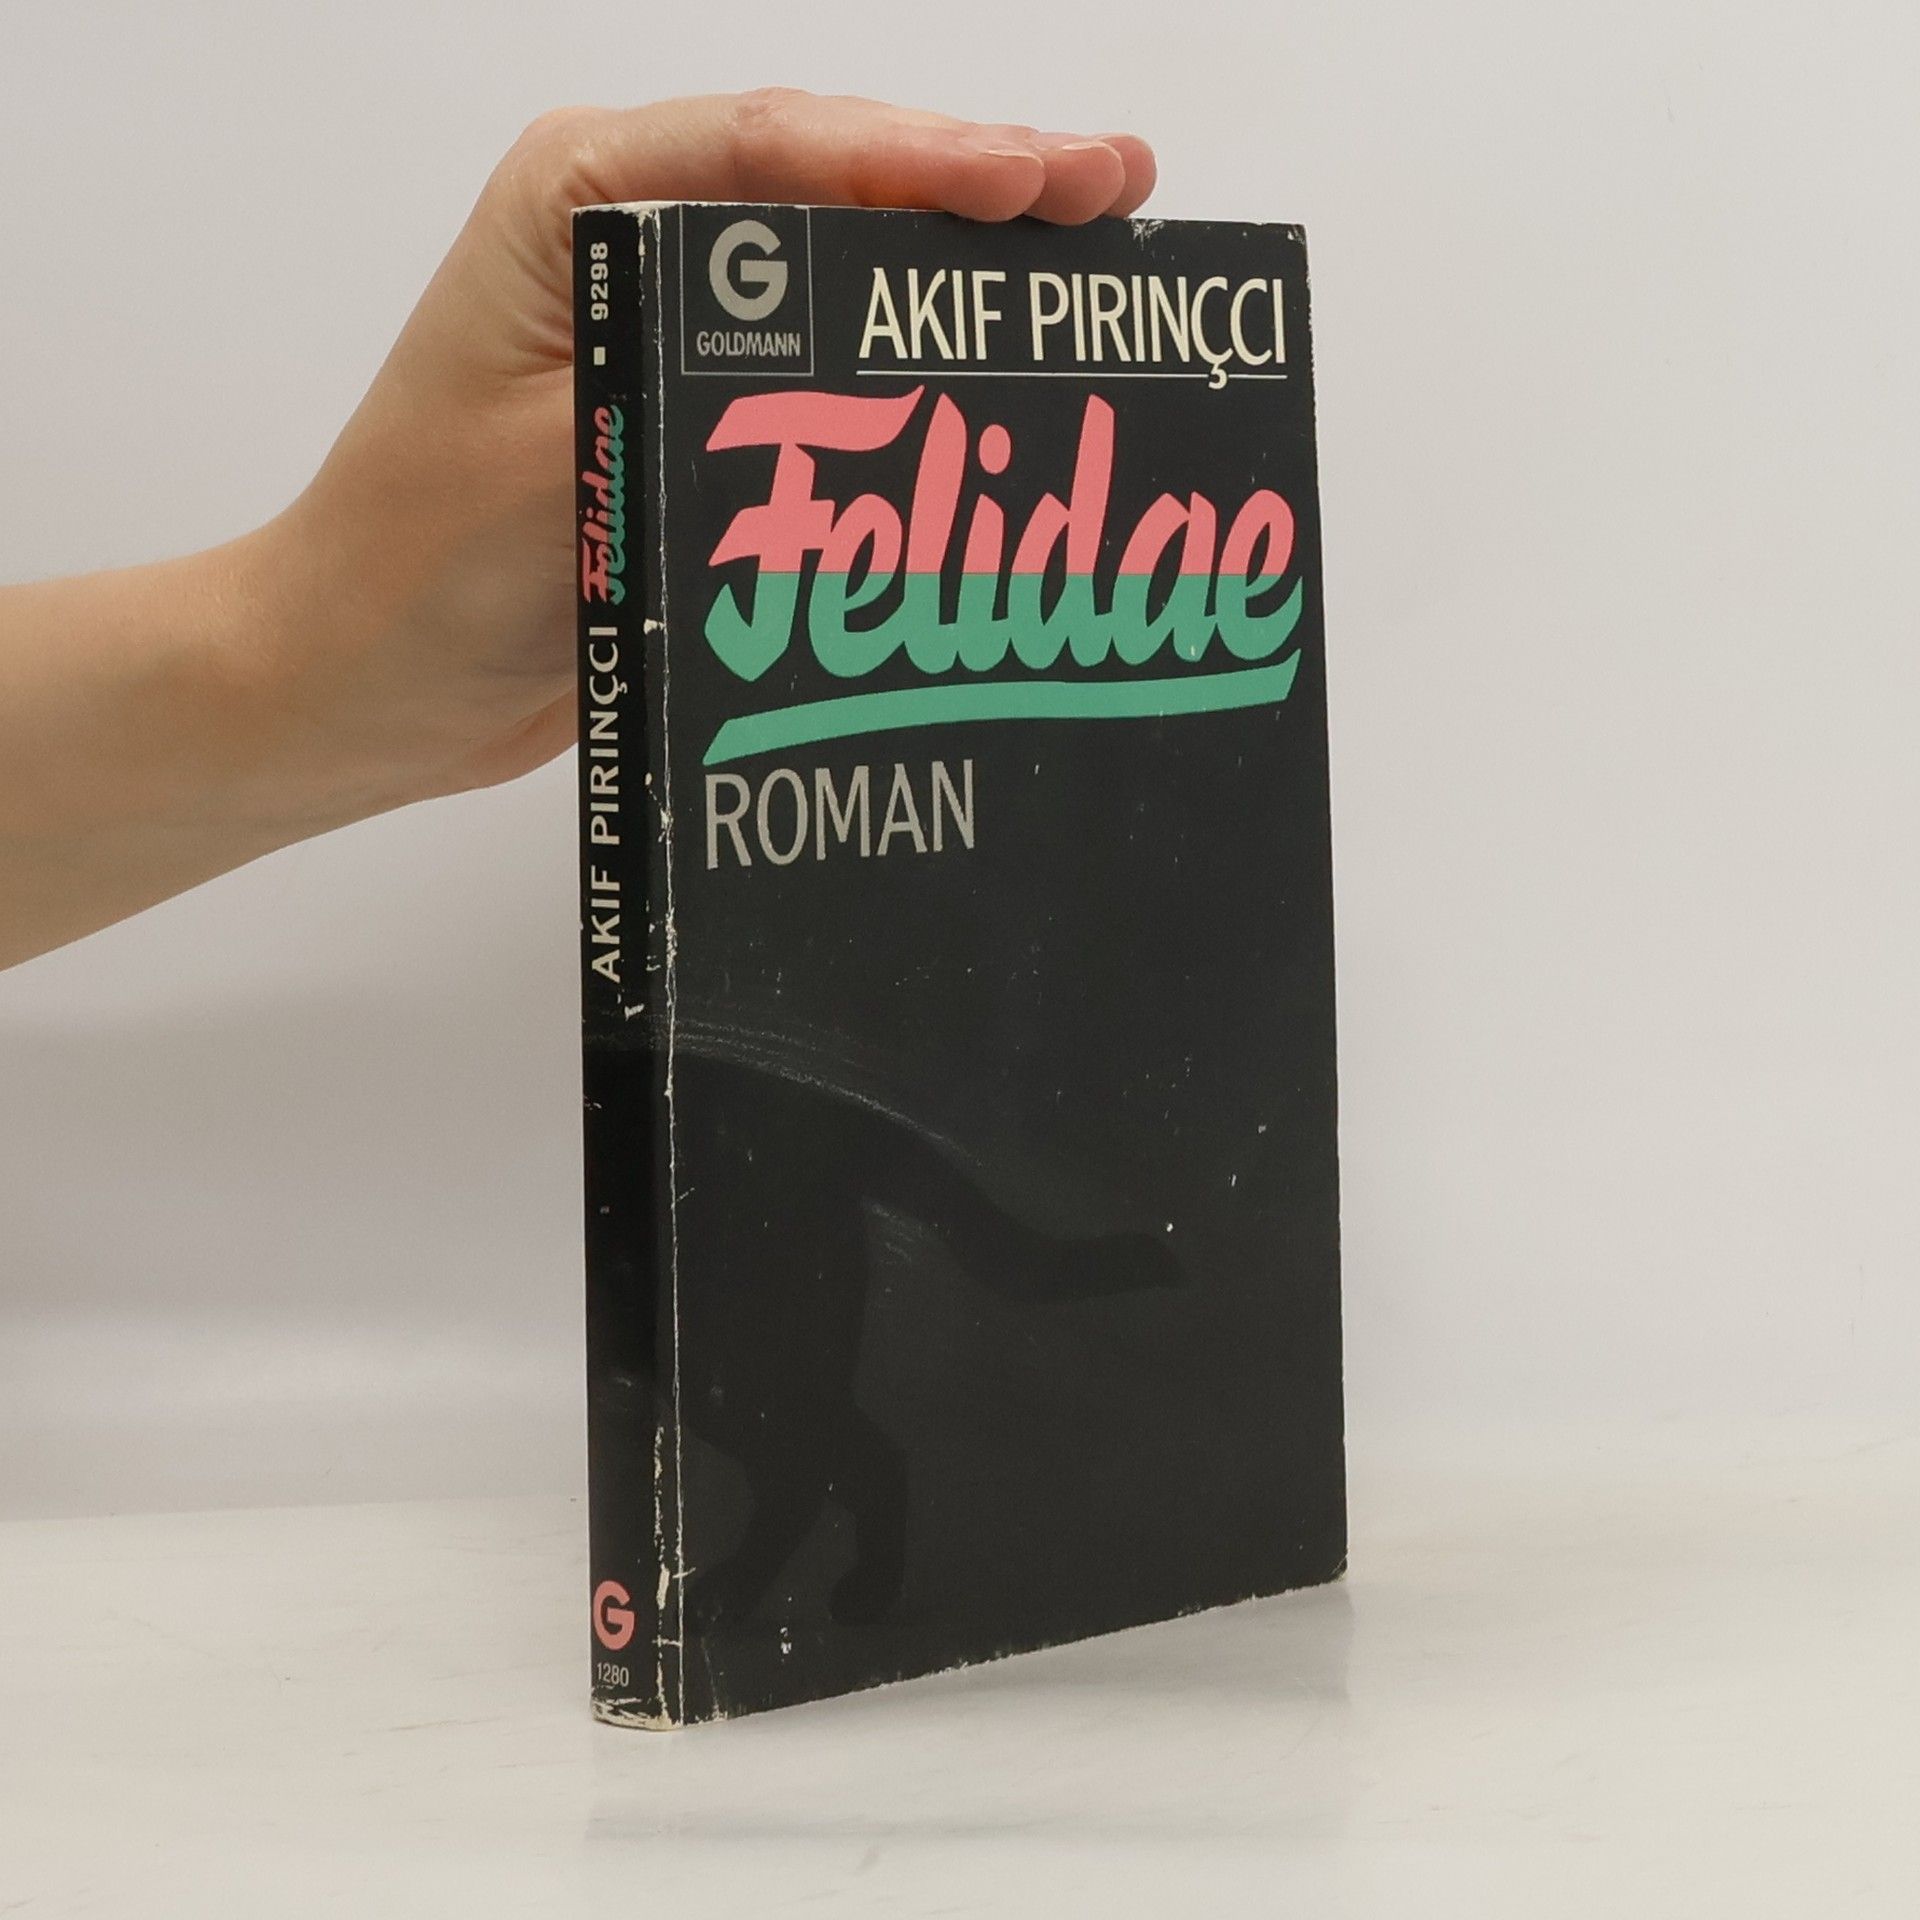 G
GOLDMANN
AKIF PIRINÇCI
Felidae
ROMAN
AKIF PIRINÇCI Felidae ■ 9298
G
1280